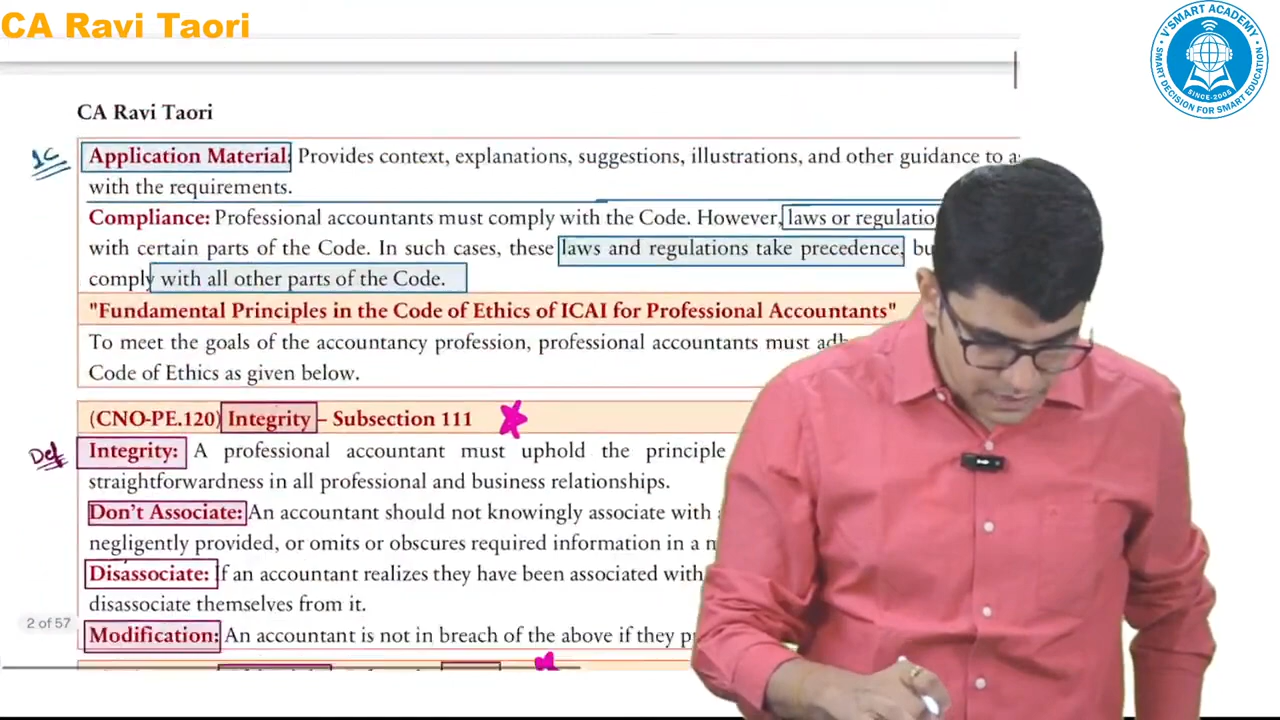 CA Ravi Taori
V'SMART ACADEMY
SMART DECISION FOR SMART EDUCATION
SINCE-2005
CA Ravi Taori
1C
Application Material: Provides context, explanations, suggestions, illustrations, and other guidance to
with the requirements.
Compliance: Professional accountants must comply with the Code. However, laws or
with certain parts of the Code. In such cases, these laws and regulations take precedence,
comply with all other parts of the Code.
"Fundamental Principles in the Code of Ethics of ICAI for Professional Accountants"
To meet the goals of the accountancy profession, professional accountants must
Code of Ethics as given below.
(CNO-PE.120) Integrity – Subsection 111
Def
Integrity: A professional accountant must uphold the principle
straightforwardness in all professional and business relationships.
Don't Associate: An accountant should not knowingly associate with
negligently provided, or omits or obscures required information in a
Disassociate: If an accountant realizes they have been associated with
disassociate themselves from it.
2 of 57
Modification: An accountant is not in breach of the above if they